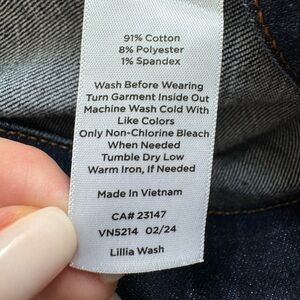 91% Cotton
8% Polyester
1% Spandex
Wash Before Wearing
Turn Garment Inside Out
Machine Wash Cold With
Like Colors
Only Non-Chlorine Bleach
When Needed
Tumble Dry Low
Warm Iron, If Needed
Made In Vietnam
CA# 23147
VN5214 02/24
Lillia Wash